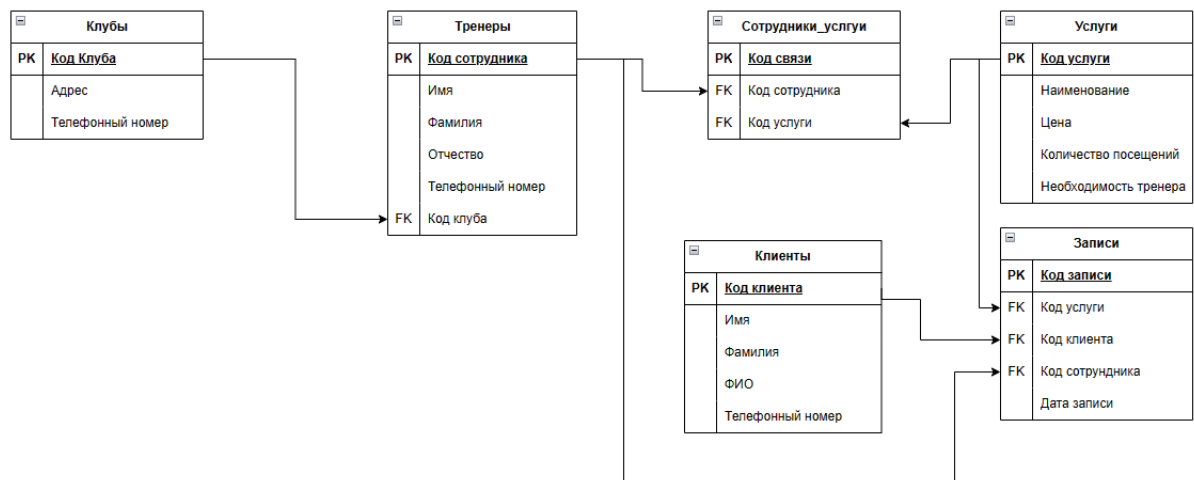 Клубы
PK Код Клуба
Адрес
Телефонный номер
Тренеры
PK Код сотрудника
Имя
Фамилия
Отчество
Телефонный номер
FK Код клуба
Сотрудники_услгуи
PK Код связи
FK Код сотрудника
FK Код услуги
Услуги
PK Код услуги
Наименование
Цена
Количество посещений
Необходимость тренера
Клиенты
PK Код клиента
Имя
Фамилия
ФИО
Телефонный номер
Записи
PK Код записи
FK Код услуги
FK Код клиента
FK Код сотрундника
Дата записи